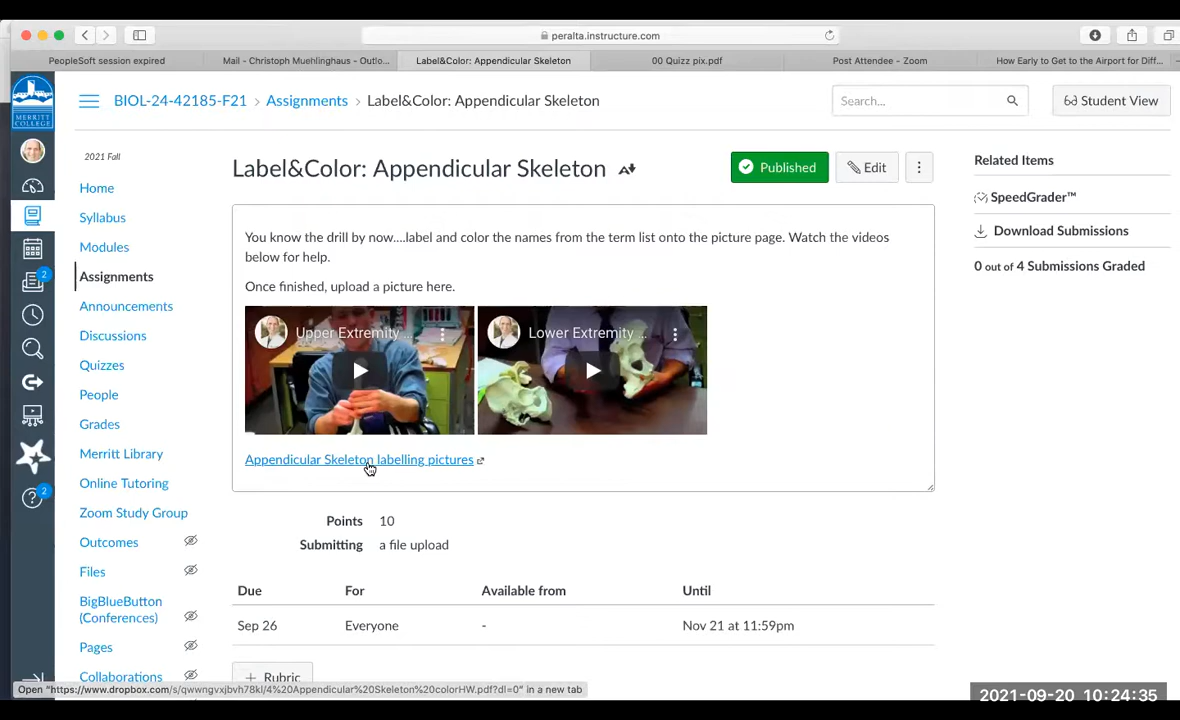 peralta.instructure.com
PeopleSoft session expired
Mail - Christoph Muehlinghaus - Outlo...
Label&Color: Appendicular Skeleton
00 Quizz pix.pdf
Post Attendee - Zoom
How Early to Get to the Airport for Diff...
MERRITT COLLEGE
BIOL-24-42185-F21 > Assignments > Label&Color: Appendicular Skeleton
Search...
Student View
2021 Fall
Home
Syllabus
Modules
Assignments
Announcements
Discussions
Quizzes
People
Grades
Merritt Library
Online Tutoring
Zoom Study Group
Outcomes
Files
BigBlueButton
(Conferences)
Pages
Collaborations
2
2
Label&Color: Appendicular Skeleton
Published
Edit
You know the drill by now....label and color the names from the term list onto the picture page. Watch the videos
below for help.
Once finished, upload a picture here.
Upper Extremity ...
Lower Extremity ...
Appendicular Skeleton labelling pictures
Points 10
Submitting a file upload
Due For Available from Until
Sep 26 Everyone - Nov 21 at 11:59pm
+ Rubric
Related Items
SpeedGrader™
Download Submissions
0 out of 4 Submissions Graded
Open "https://www.dropbox.com/s/qwwngvxjbvh78kl/4%20Appendicular%20Skeleton%20colorHW.pdf?dl=0" in a new tab
2021-09-20 10:24:35